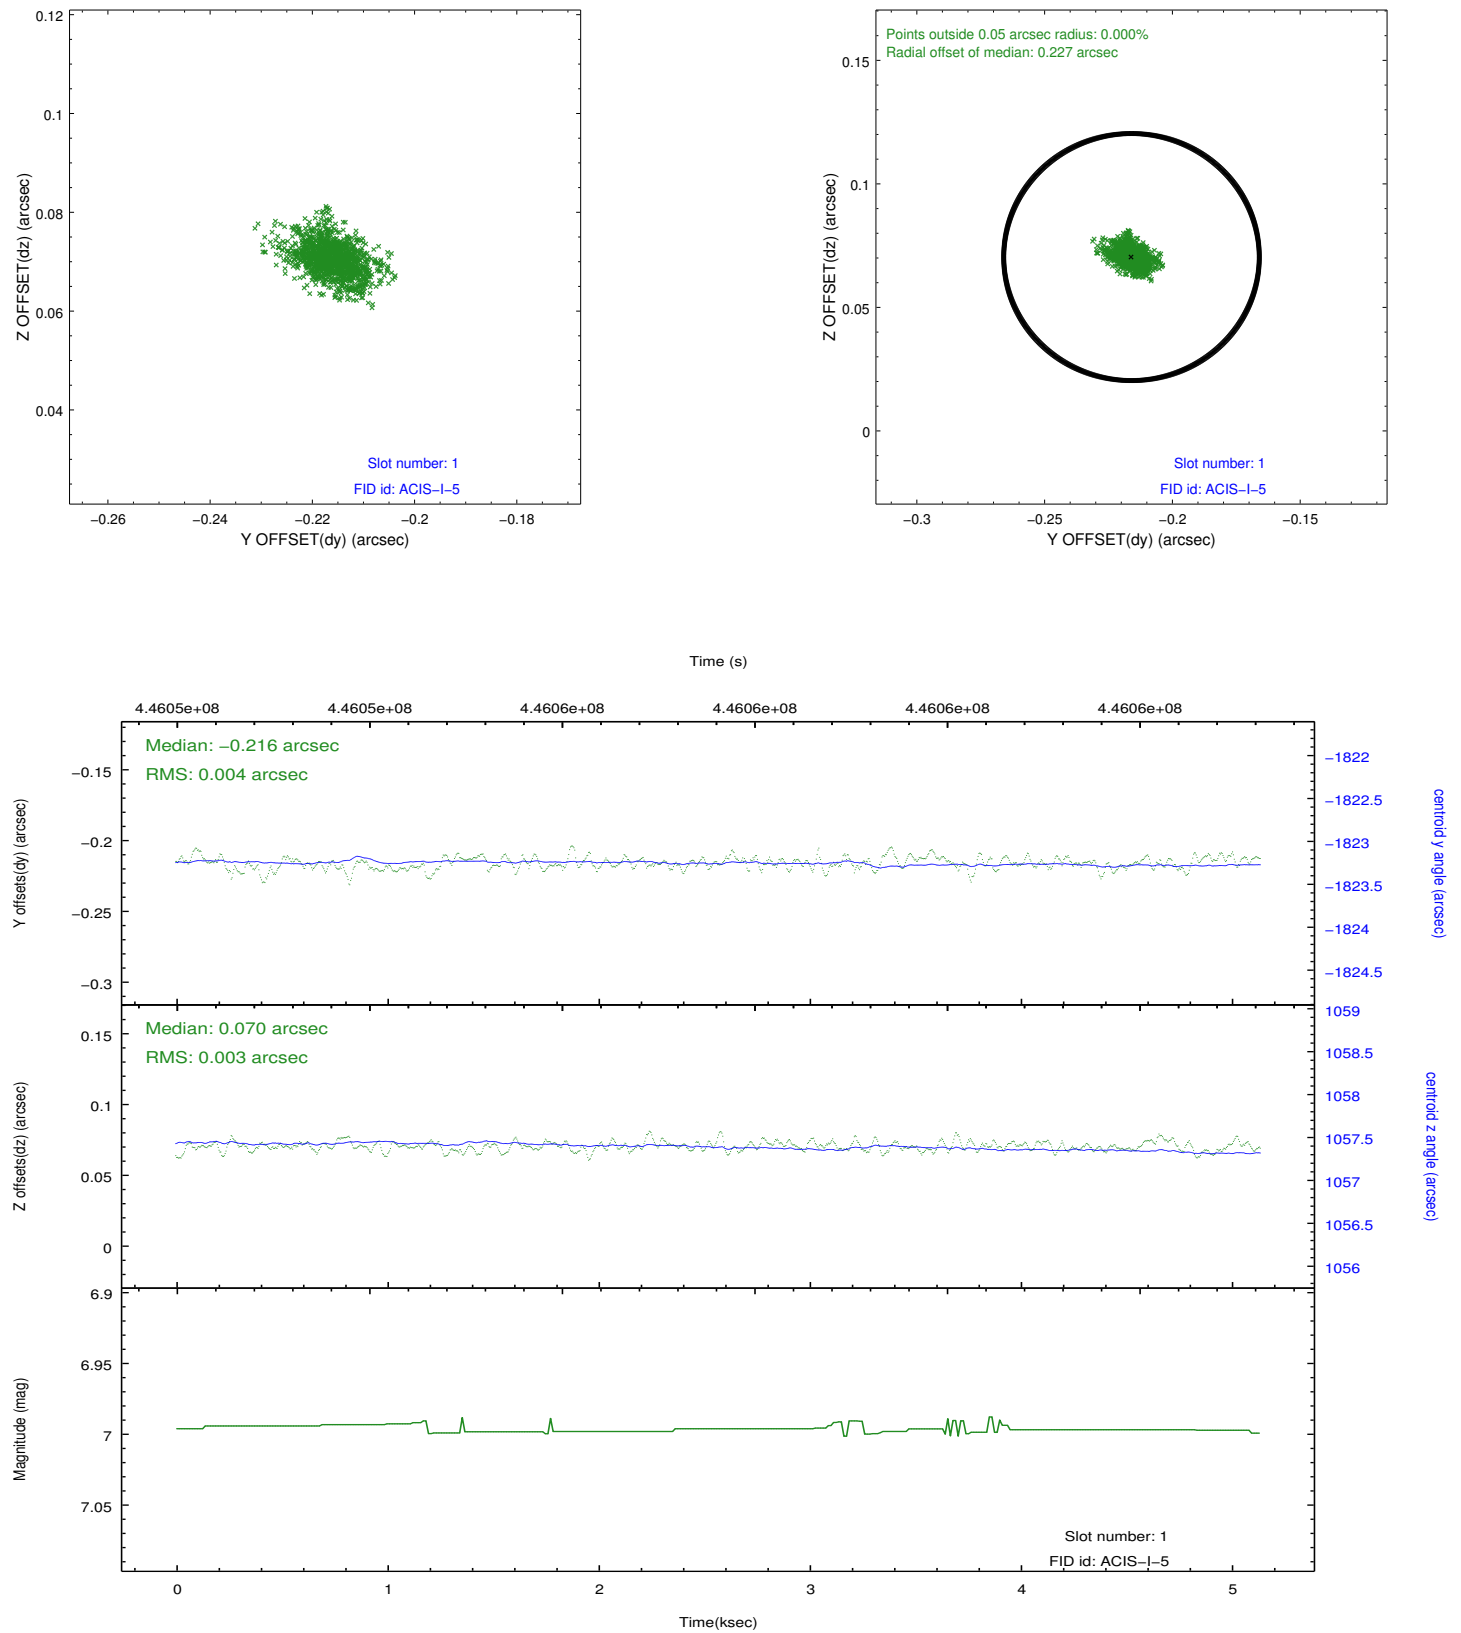 0.12
0.1
0.08
0.06
0.04
Z OFFSET(dz) (arcsec)
Slot number: 1
FID id: ACIS−I−5
−0.26 −0.24 −0.22 −0.2 −0.18
Y OFFSET(dy) (arcsec)
Points outside 0.05 arcsec radius: 0.000%
Radial offset of median: 0.227 arcsec
0.15
0.1
0.05
0
Z OFFSET(dz) (arcsec)
Slot number: 1
FID id: ACIS−I−5
−0.3 −0.25 −0.2 −0.15
Y OFFSET(dy) (arcsec)
Time (s)
4.4605e+08 4.4605e+08 4.4606e+08 4.4606e+08 4.4606e+08 4.4606e+08
Median: −0.216 arcsec
RMS: 0.004 arcsec
−0.15
−0.2
−0.25
−0.3
Y offsets(dy) (arcsec)
−1822
−1822.5
−1823
−1823.5
−1824
−1824.5
centroid y angle (arcsec)
Median: 0.070 arcsec
RMS: 0.003 arcsec
0.15
0.1
0.05
0
Z offsets(dz) (arcsec)
1059
1058.5
1058
1057.5
1057
1056.5
1056
centroid z angle (arcsec)
6.9
6.95
7
7.05
Magnitude (mag)
Slot number: 1
FID id: ACIS−I−5
0 1 2 3 4 5
Time(ksec)